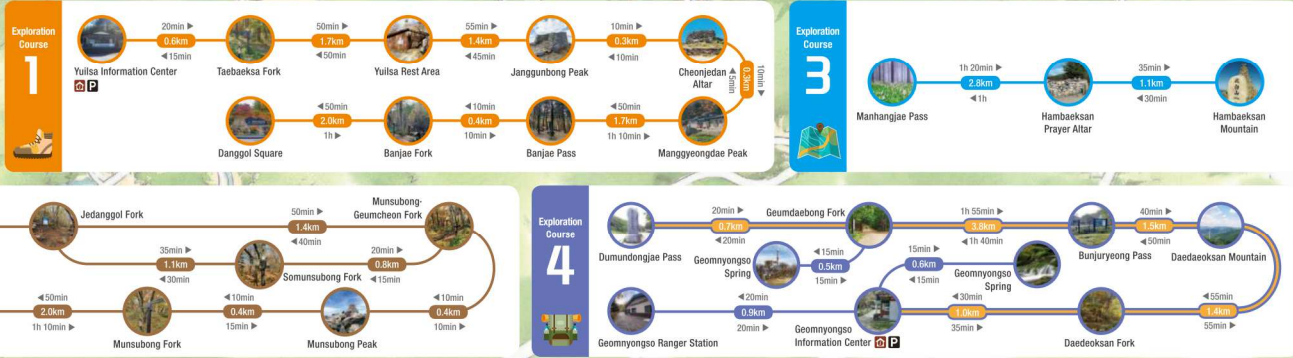 Exploration
Course
1
20min ▶
0.6km
◀15min
50min ▶
1.7km
◀50min
55min ▶
1.4km
◀45min
10min ▶
0.3km
◀10min
Yuilsa Information Center
P
Taebaeksa Fork
Yuilsa Rest Area
Janggunbong Peak
Cheonjedan
Altar
10min ▶
0.3km
◀5min
◀50min
2.0km
1h ▶
◀10min
0.4km
10min ▶
◀50min
1.7km
1h 10min ▶
Danggol Square
Banjae Fork
Banjae Pass
Manggyeongdae Peak
Exploration
Course
3
1h 20min ▶
2.8km
◀1h
35min ▶
1.1km
◀30min
Manhangjae Pass
Hambaeksan
Prayer Altar
Hambaeksan
Mountain
Jedanggol Fork
50min ▶
1.4km
◀40min
Munsubong-
Geumcheon Fork
35min ▶
1.1km
◀30min
Somunsubong Fork
20min ▶
0.8km
◀15min
◀50min
2.0km
1h 10min ▶
Munsubong Fork
◀10min
0.4km
15min ▶
Munsubong Peak
◀10min
0.4km
10min ▶
Exploration
Course
4
20min ▶
0.7km
◀20min
Dumundongjae Pass
Geumdaebong Fork
1h 55min ▶
3.8km
◀1h 40min
Bunjuryeong Pass
40min ▶
1.5km
◀50min
Daedaeoksan Mountain
Geomnyongso
Spring
◀15min
0.5km
15min ▶
15min ▶
0.6km
◀15min
Geomnyongso
Spring
◀20min
0.9km
20min ▶
Geomnyongso Ranger Station
Geomnyongso
Information Center P
◀30min
1.0km
35min ▶
Daedeoksan Fork
◀55min
1.4km
55min ▶